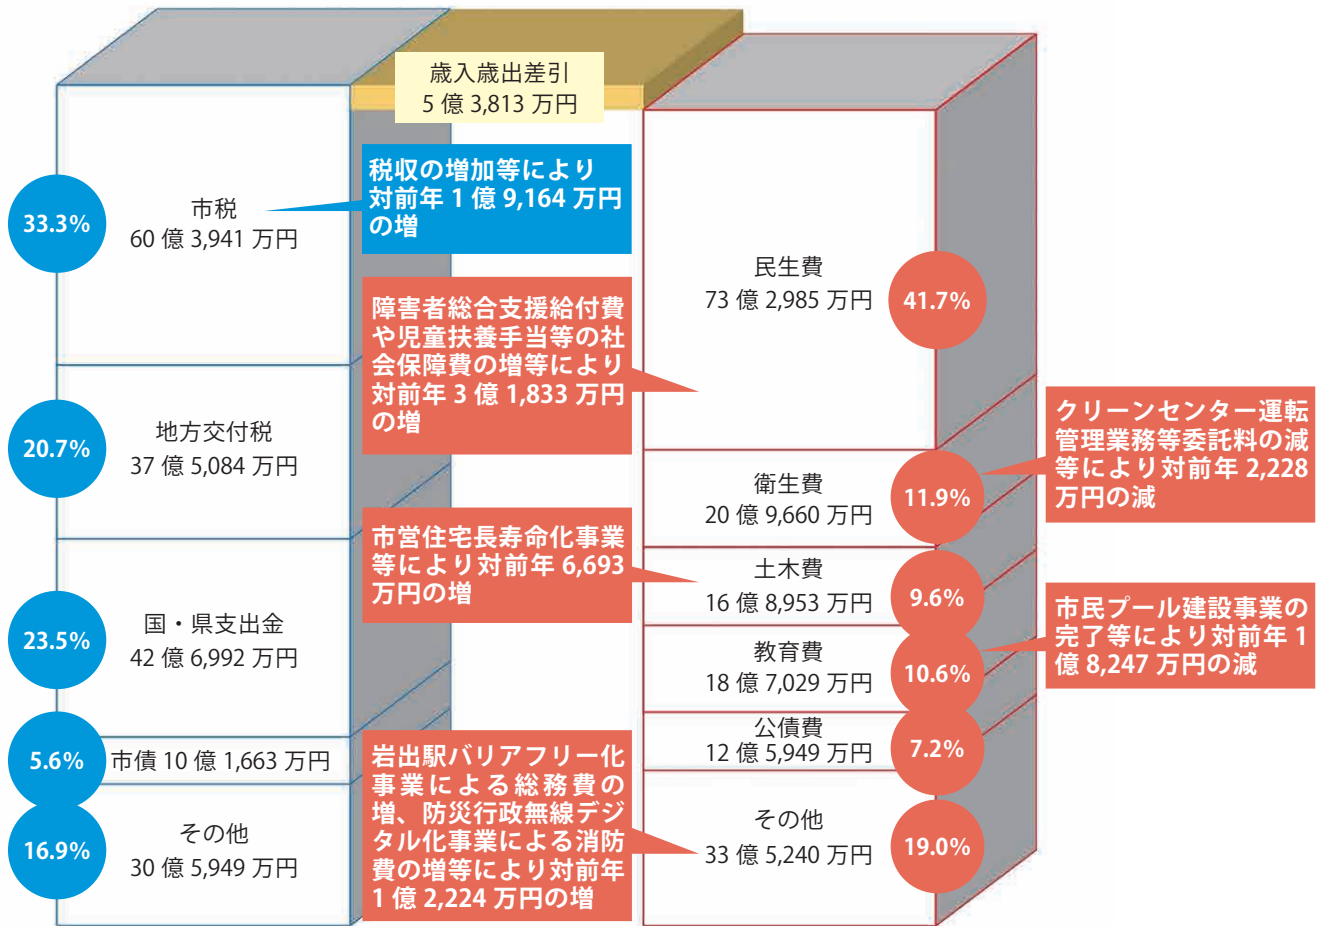 歳入歳出差引
5 億 3,813 万円
33.3%
市税
60 億 3,941 万円
税収の増加等により
対前年 1 億 9,164 万円
の増
20.7%
地方交付税
37 億 5,084 万円
23.5%
国・県支出金
42 億 6,992 万円
5.6%
市債 10 億 1,663 万円
16.9%
その他
30 億 5,949 万円
民生費
73 億 2,985 万円
41.7%
障害者総合支援給付費
や児童扶養手当等の社
会保障費の増等により
対前年 3 億 1,833 万円
の増
衛生費
20 億 9,660 万円
11.9%
クリーンセンター運転
管理業務等委託料の減
等により対前年 2,228
万円の減
土木費
16 億 8,953 万円
9.6%
市営住宅長寿命化事業
等により対前年 6,693
万円の増
教育費
18 億 7,029 万円
10.6%
市民プール建設事業の
完了等により対前年 1
億 8,247 万円の減
公債費
12 億 5,949 万円
7.2%
その他
33 億 5,240 万円
19.0%
岩出駅バリアフリー化
事業による総務費の
増、防災行政無線デジ
タル化事業による消防
費の増等により対前年
1 億 2,224 万円の増